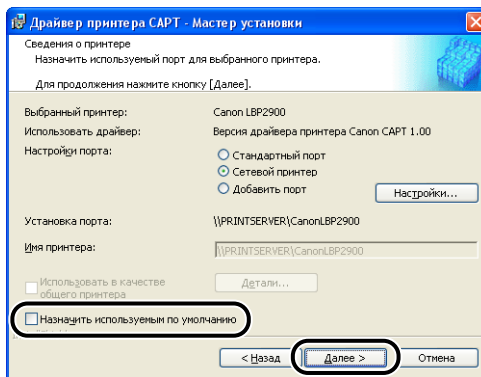 Драйвер принтера CAPT - Мастер установки
Сведения о принтере
Назначить используемый порт для выбранного принтера.
Для продолжения нажмите кнопку [Далее].
Выбранный принтер: Canon LBP2900
Использовать драйвер: Версия драйвера принтера Canon CAPT 1.00
Настройки порта: Стандартный порт
Сетевой принтер
Добавить порт Настройки...
Установка порта: \\PRINTSERVER\CanonLBP2900
Имя принтера: \\PRINTSERVER\CanonLBP2900
Использовать в качестве общего принтера Детали...
Назначить используемым по умолчанию
< Назад Далее > Отмена